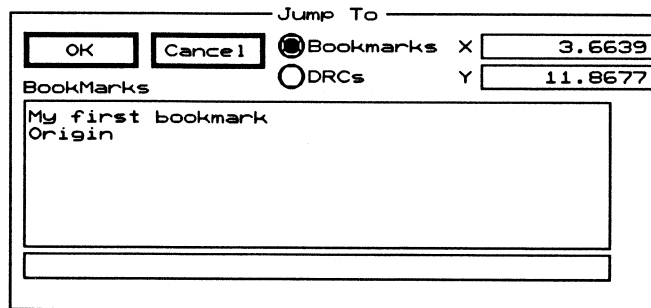 Jump To
OK Cancel Bookmarks X 3.6639
DRCs Y 11.8677
BookMarks
My first bookmark
Origin